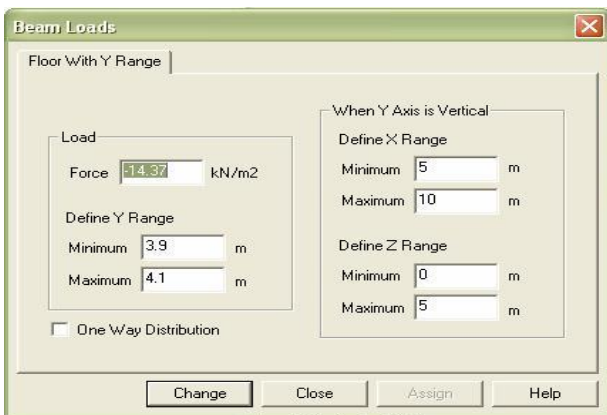 Beam Loads
Floor With Y Range
Load
Force -14.37 kN/m2
Define Y Range
Minimum 3.9 m
Maximum 4.1 m
One Way Distribution
When Y Axis is Vertical
Define X Range
Minimum 5 m
Maximum 10 m
Define Z Range
Minimum 0 m
Maximum 5 m
Change Close Assign Help